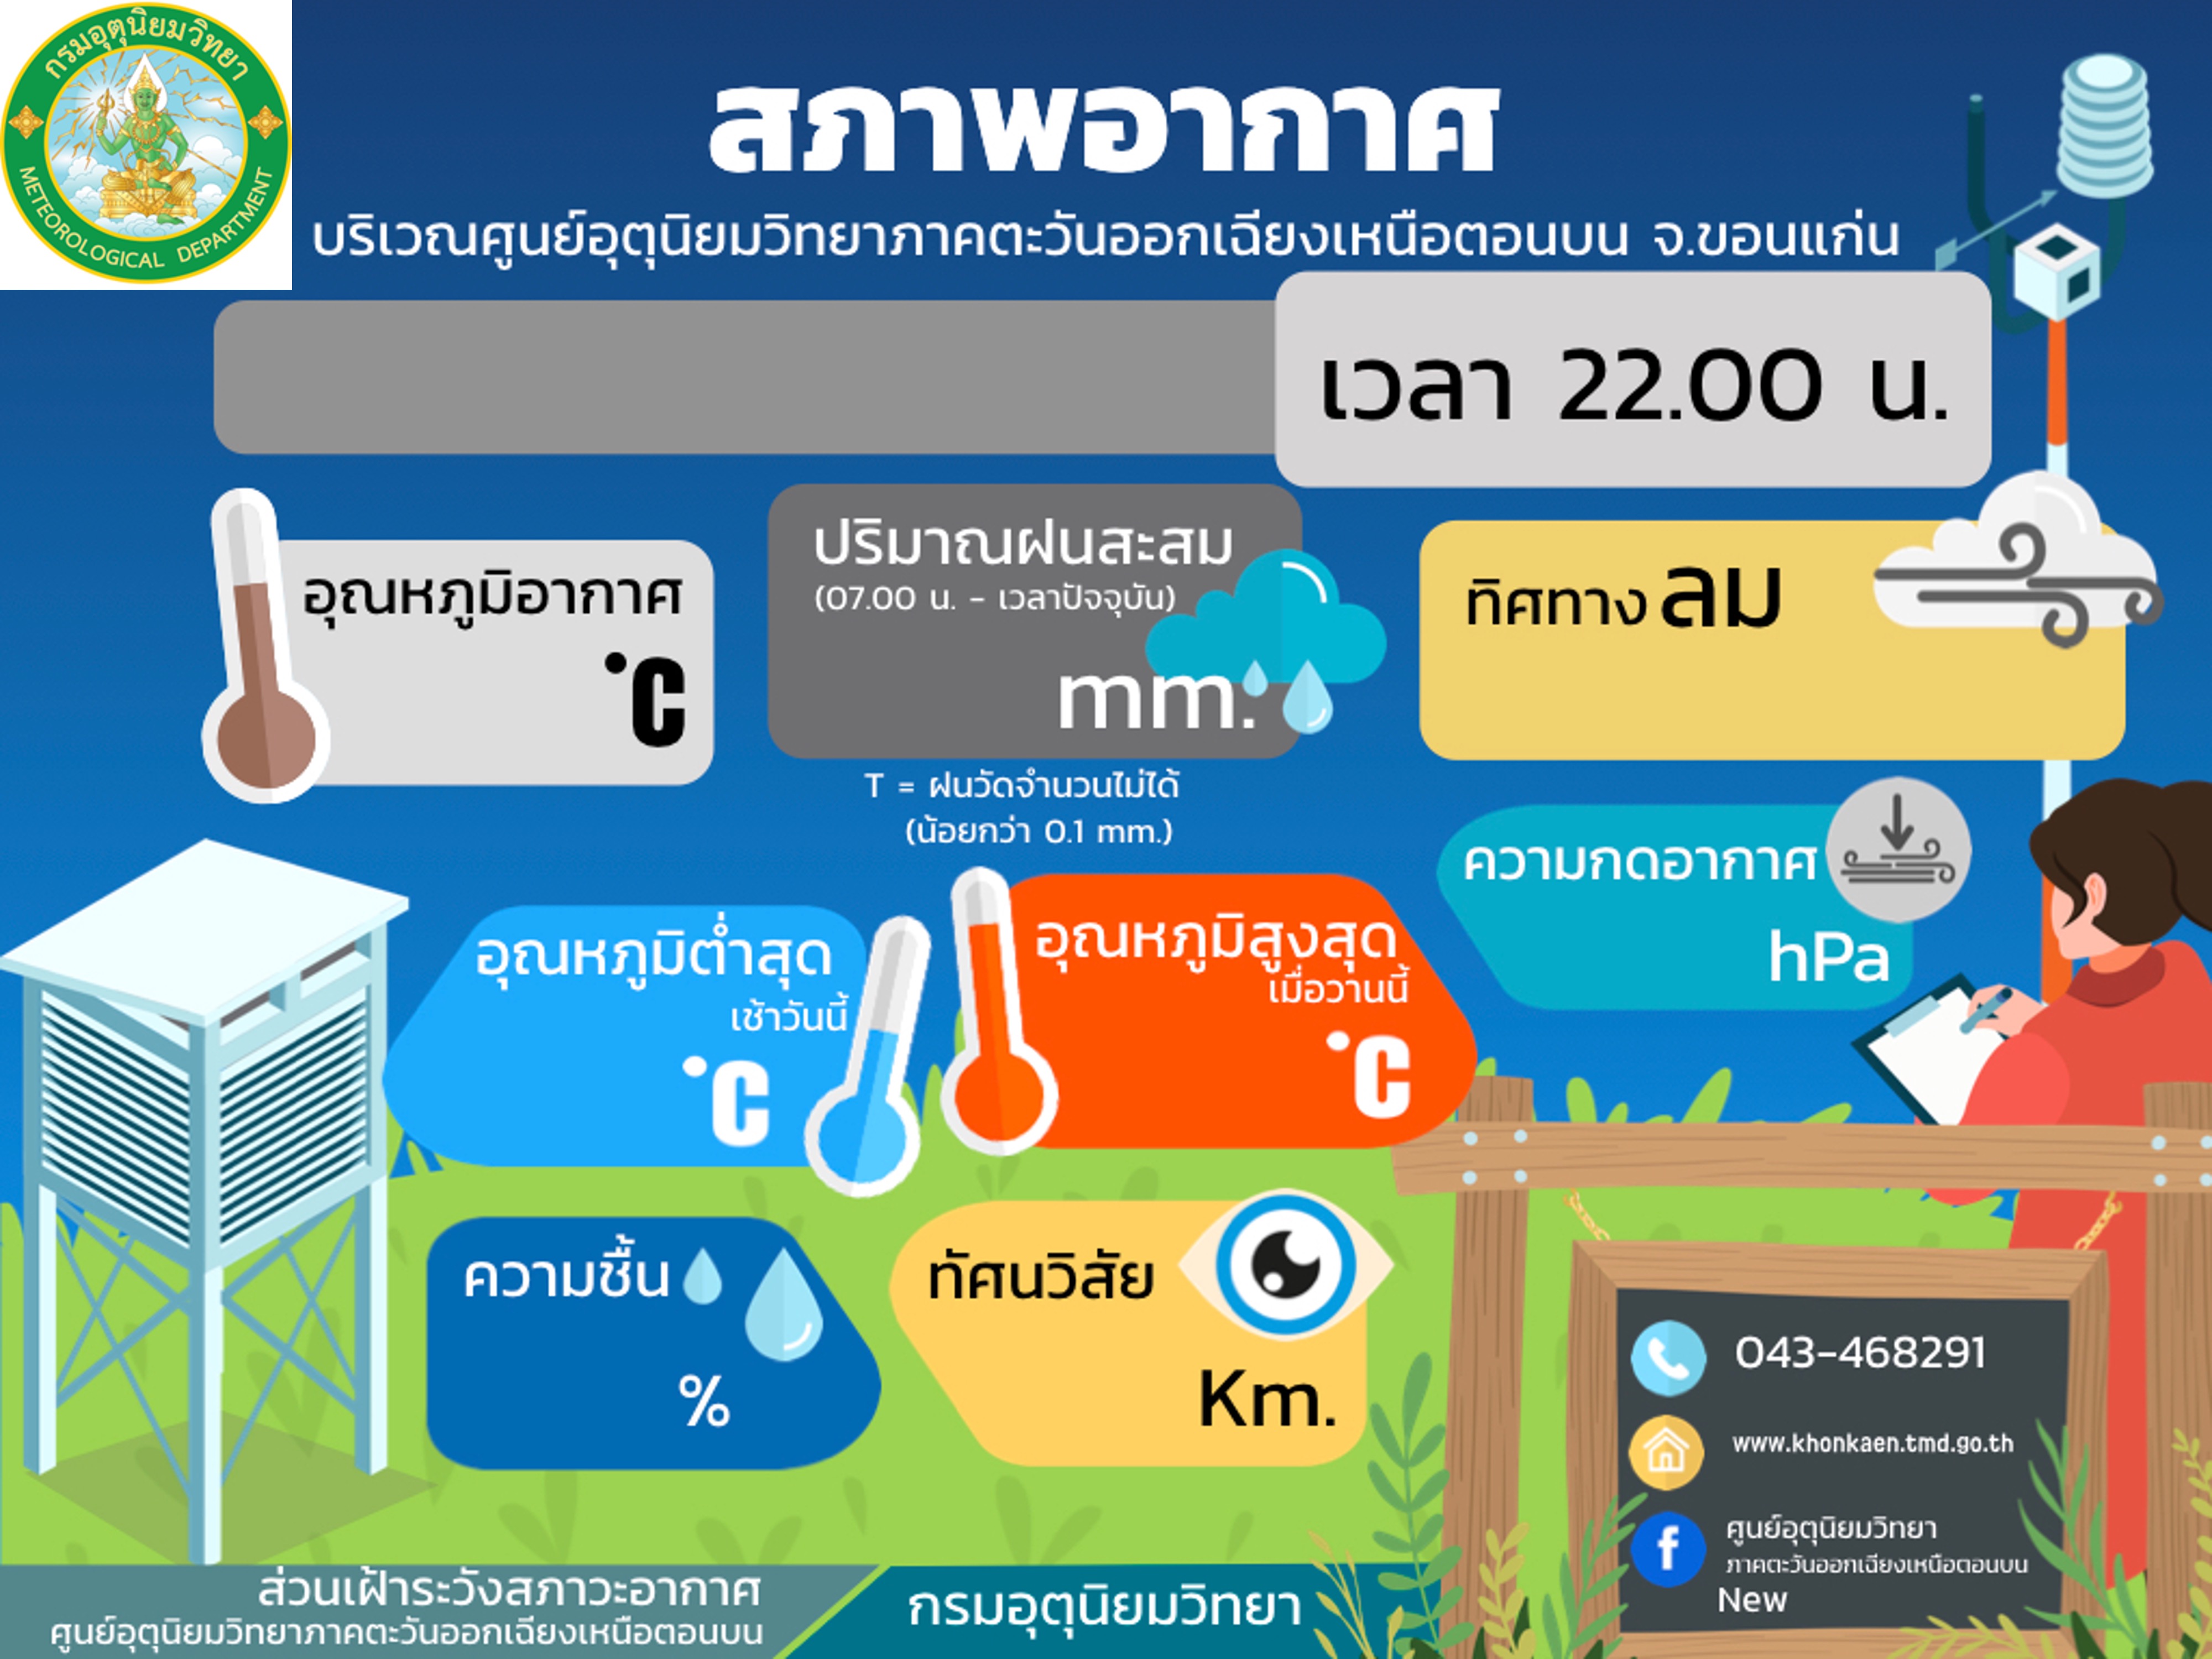 กรมอุตุนิยมวิทยา
METEOROLOGICAL DEPARTMENT
สภาพอากาศ
บริเวณศูนย์อุตุนิยมวิทยาภาคตะวันออกเฉียงเหนือตอนบน จ.ขอนแก่น
เวลา 22.00 น.
อุณหภูมิอากาศ
°C
ปริมาณฝนสะสม
(07.00 น. - เวลาปัจจุบัน)
mm.
T = ฝนวัดจำนวนไม่ได้
(น้อยกว่า 0.1 mm.)
ทิศทาง ลม
ความกดอากาศ
hPa
อุณหภูมิต่ำสุด
เช้าวันนี้
°C
อุณหภูมิสูงสุด
เมื่อวานนี้
°C
ความชื้น
%
ทัศนวิสัย
Km.
043-468291
www.khonkaen.tmd.go.th
ศูนย์อุตุนิยมวิทยา
ภาคตะวันออกเฉียงเหนือตอนบน
New
ส่วนเฝ้าระวังสภาวะอากาศ
ศูนย์อุตุนิยมวิทยาภาคตะวันออกเฉียงเหนือตอนบน
กรมอุตุนิยมวิทยา